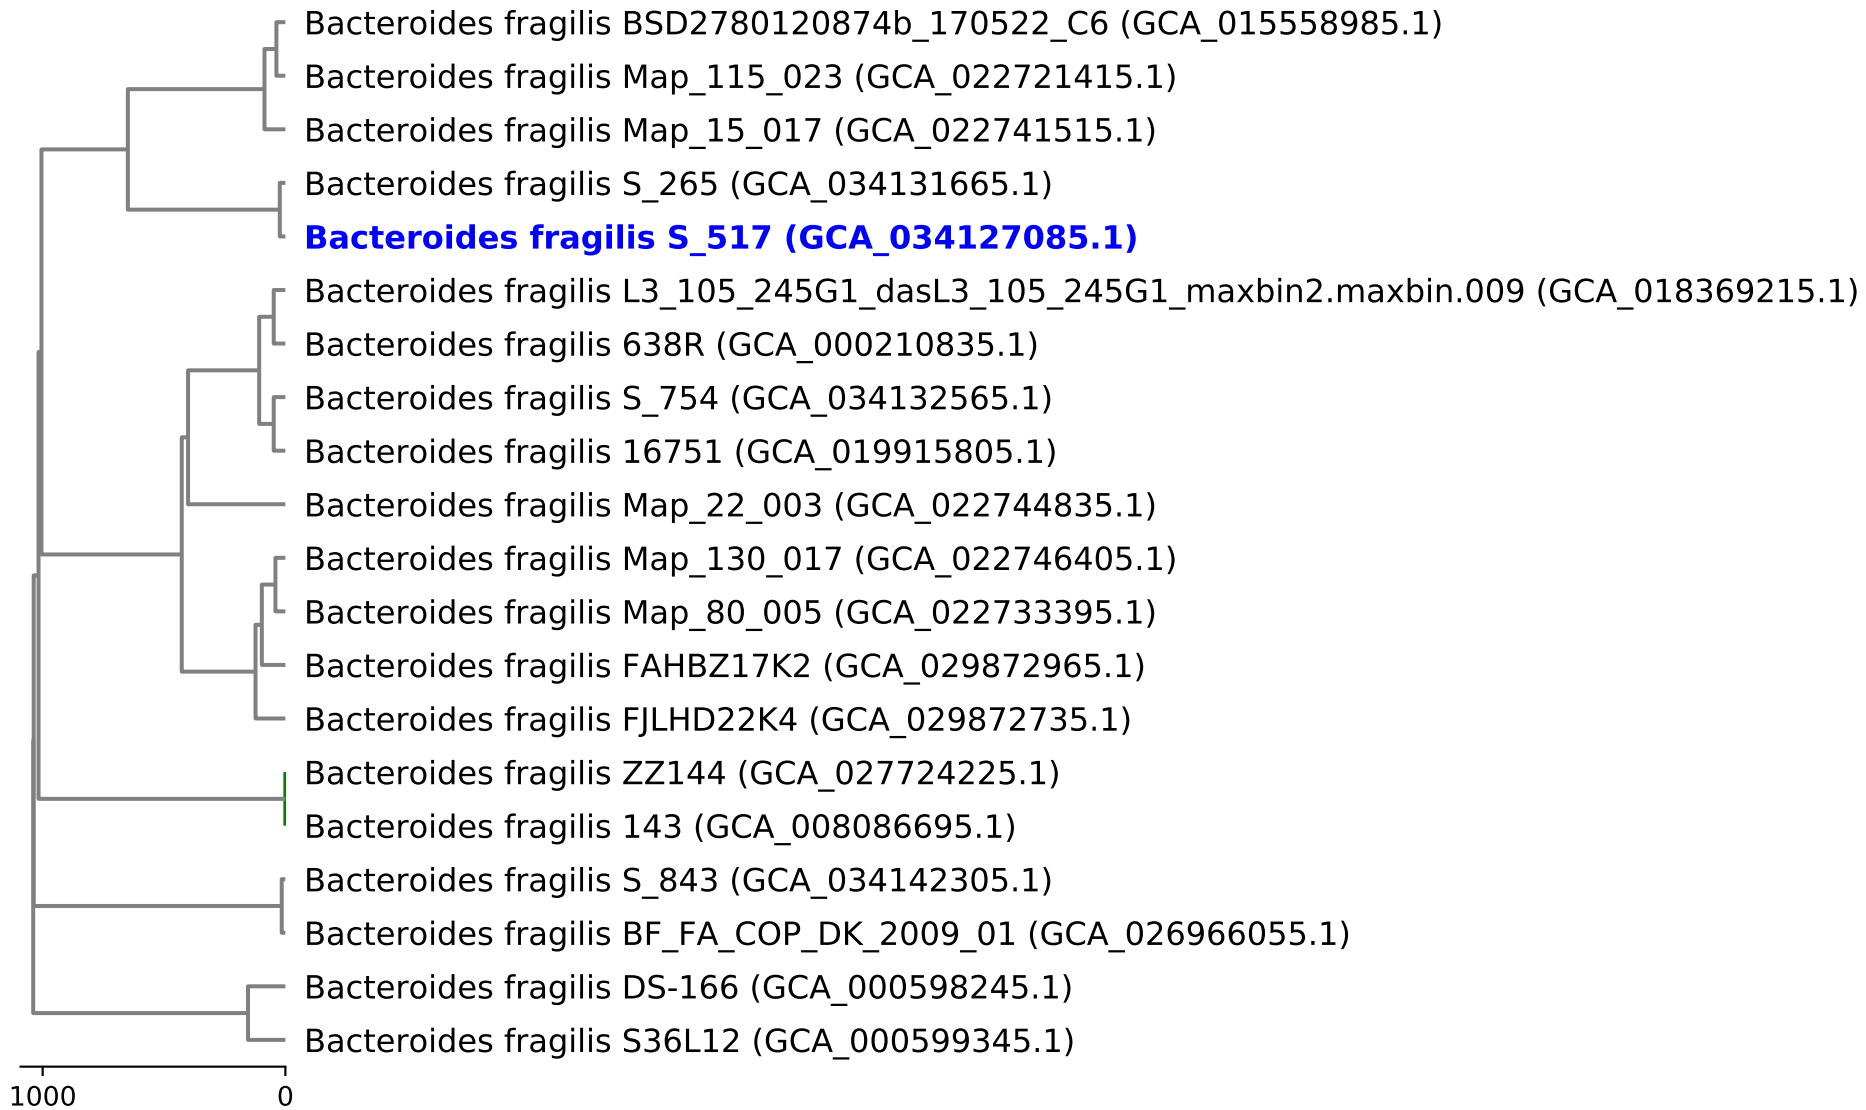 Bacteroides fragilis BSD2780120874b_170522_C6 (GCA_015558985.1)
Bacteroides fragilis Map_115_023 (GCA_022721415.1)
Bacteroides fragilis Map_15_017 (GCA_022741515.1)
Bacteroides fragilis S_265 (GCA_034131665.1)
Bacteroides fragilis S_517 (GCA_034127085.1)
Bacteroides fragilis L3_105_245G1_dasL3_105_245G1_maxbin2.maxbin.009 (GCA_018369215.1)
Bacteroides fragilis 638R (GCA_000210835.1)
Bacteroides fragilis S_754 (GCA_034132565.1)
Bacteroides fragilis 16751 (GCA_019915805.1)
Bacteroides fragilis Map_22_003 (GCA_022744835.1)
Bacteroides fragilis Map_130_017 (GCA_022746405.1)
Bacteroides fragilis Map_80_005 (GCA_022733395.1)
Bacteroides fragilis FAHBZ17K2 (GCA_029872965.1)
Bacteroides fragilis FJLHD22K4 (GCA_029872735.1)
Bacteroides fragilis ZZ144 (GCA_027724225.1)
Bacteroides fragilis 143 (GCA_008086695.1)
Bacteroides fragilis S_843 (GCA_034142305.1)
Bacteroides fragilis BF_FA_COP_DK_2009_01 (GCA_026966055.1)
Bacteroides fragilis DS-166 (GCA_000598245.1)
Bacteroides fragilis S36L12 (GCA_000599345.1)
1000 0